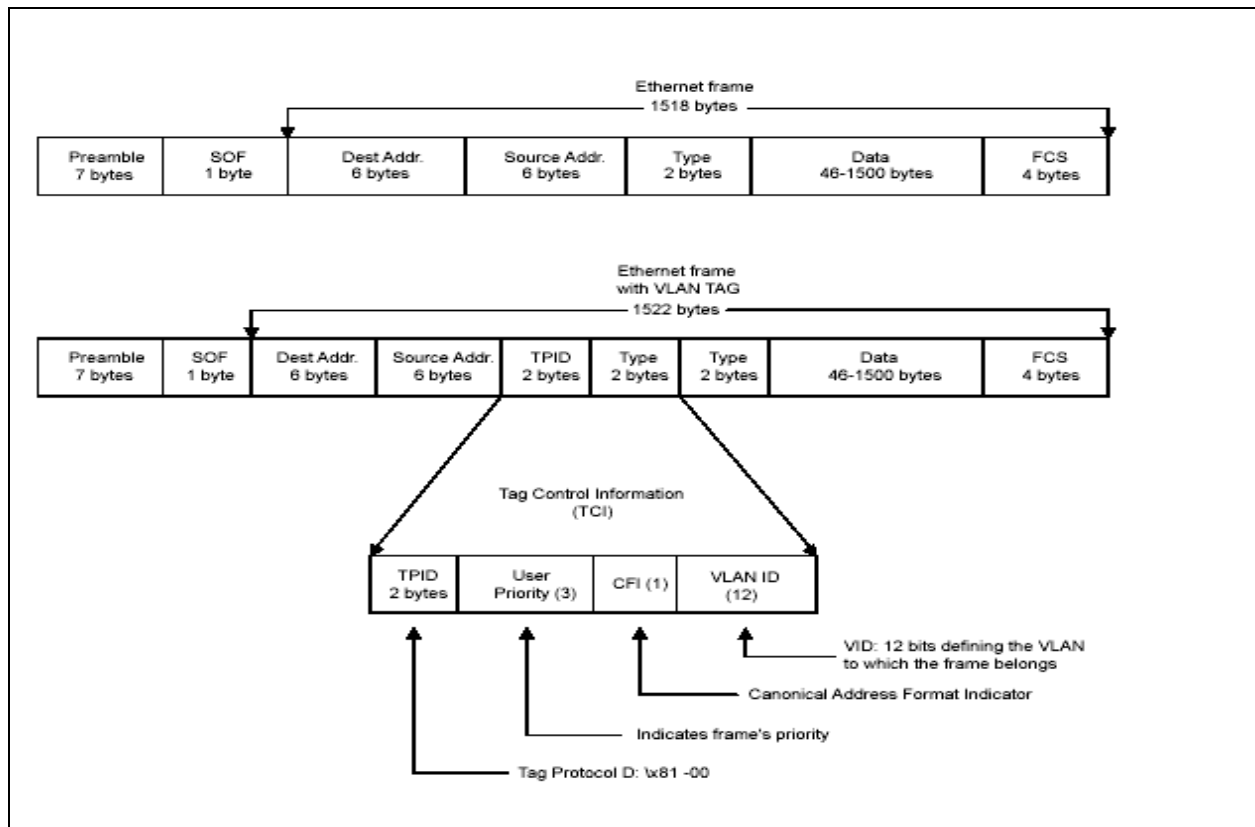 Ethernet frame
1518 bytes
Preamble
7 bytes
SOF
1 byte
Dest Addr.
6 bytes
Source Addr.
6 bytes
Type
2 bytes
Data
46-1500 bytes
FCS
4 bytes
Ethernet frame
with VLAN TAG
1522 bytes
Preamble
7 bytes
SOF
1 byte
Dest Addr.
6 bytes
Source Addr.
6 bytes
TPID
2 bytes
Type
2 bytes
Type
2 bytes
Data
46-1500 bytes
FCS
4 bytes
Tag Control Information
(TCI)
TPID
2 bytes
User
Priority (3)
CFI (1)
VLAN ID
(12)
VID: 12 bits defining the VLAN
to which the frame belongs
Canonical Address Format Indicator
Indicates frame's priority
Tag Protocol D: \x81 -00